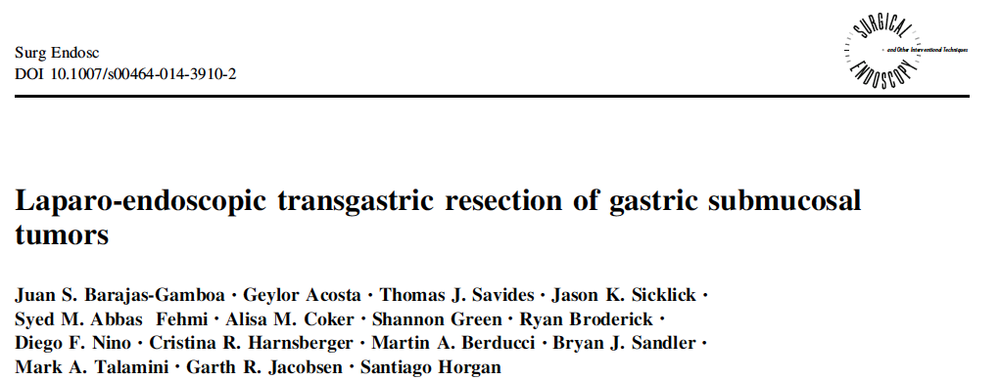 Surg Endosc
DOI 10.1007/s00464-014-3910-2
SURGICAL
and Other Interventional Techniques
ENDOSCOPY
Laparo-endoscopic transgastric resection of gastric submucosal
tumors
Juan S. Barajas-Gamboa • Geylor Acosta • Thomas J. Savides • Jason K. Sicklick •
Syed M. Abbas Fehmi • Alisa M. Coker • Shannon Green • Ryan Broderick •
Diego F. Nino • Cristina R. Harnsberger • Martin A. Berducci • Bryan J. Sandler •
Mark A. Talamini • Garth R. Jacobsen • Santiago Horgan